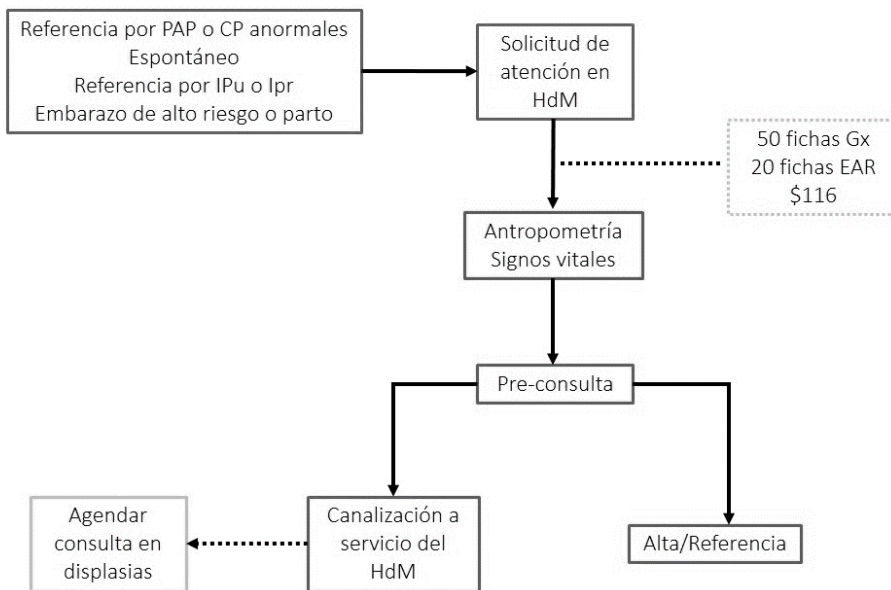 Referencia por PAP o CP anormales
Espontáneo
Referencia por IPu o Ipr
Embarazo de alto riesgo o parto
Solicitud de
atención en
HdM
50 fichas Gx
20 fichas EAR
$116
Antropometría
Signos vitales
Pre-consulta
Agendar
consulta en
displasias
Canalización a
servicio del
HdM
Alta/Referencia